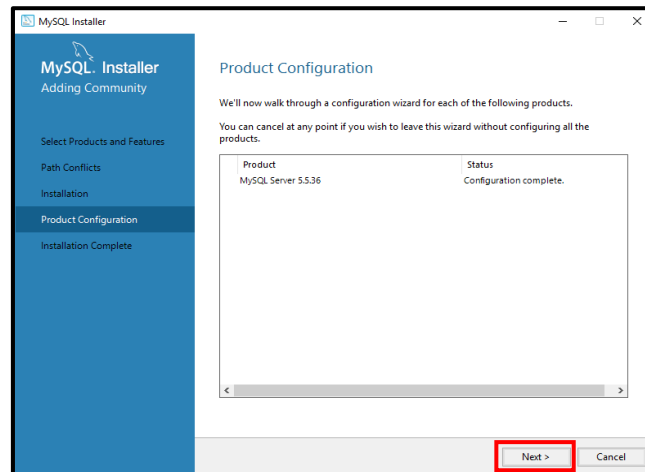 MySQL Installer
MySQL. Installer
Adding Community
Select Products and Features
Path Conflicts
Installation
Product Configuration
Installation Complete
Product Configuration
We'll now walk through a configuration wizard for each of the following products.
You can cancel at any point if you wish to leave this wizard without configuring all the
products.
Product Status
MySQL Server 5.5.36 Configuration complete.
Next > Cancel